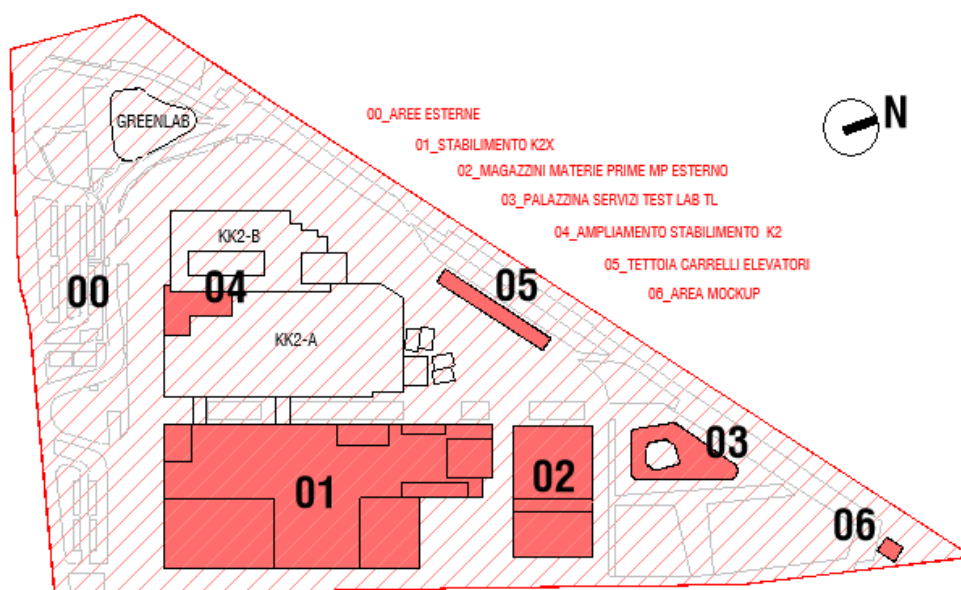 GREENLAB
00_AREE ESTERNE
N
01_STABILIMENTO K2X
02_MAGAZZINI MATERIE PRIME MP ESTERNO
03_PALAZZINA SERVIZI TEST LAB TL
04_AMPLIAMENTO STABILIMENTO K2
05_TETTOIA CARRELLI ELEVATORI
06_AREA MOCKUP
KK2-B
00
04
05
KK2-A
01
02
03
06